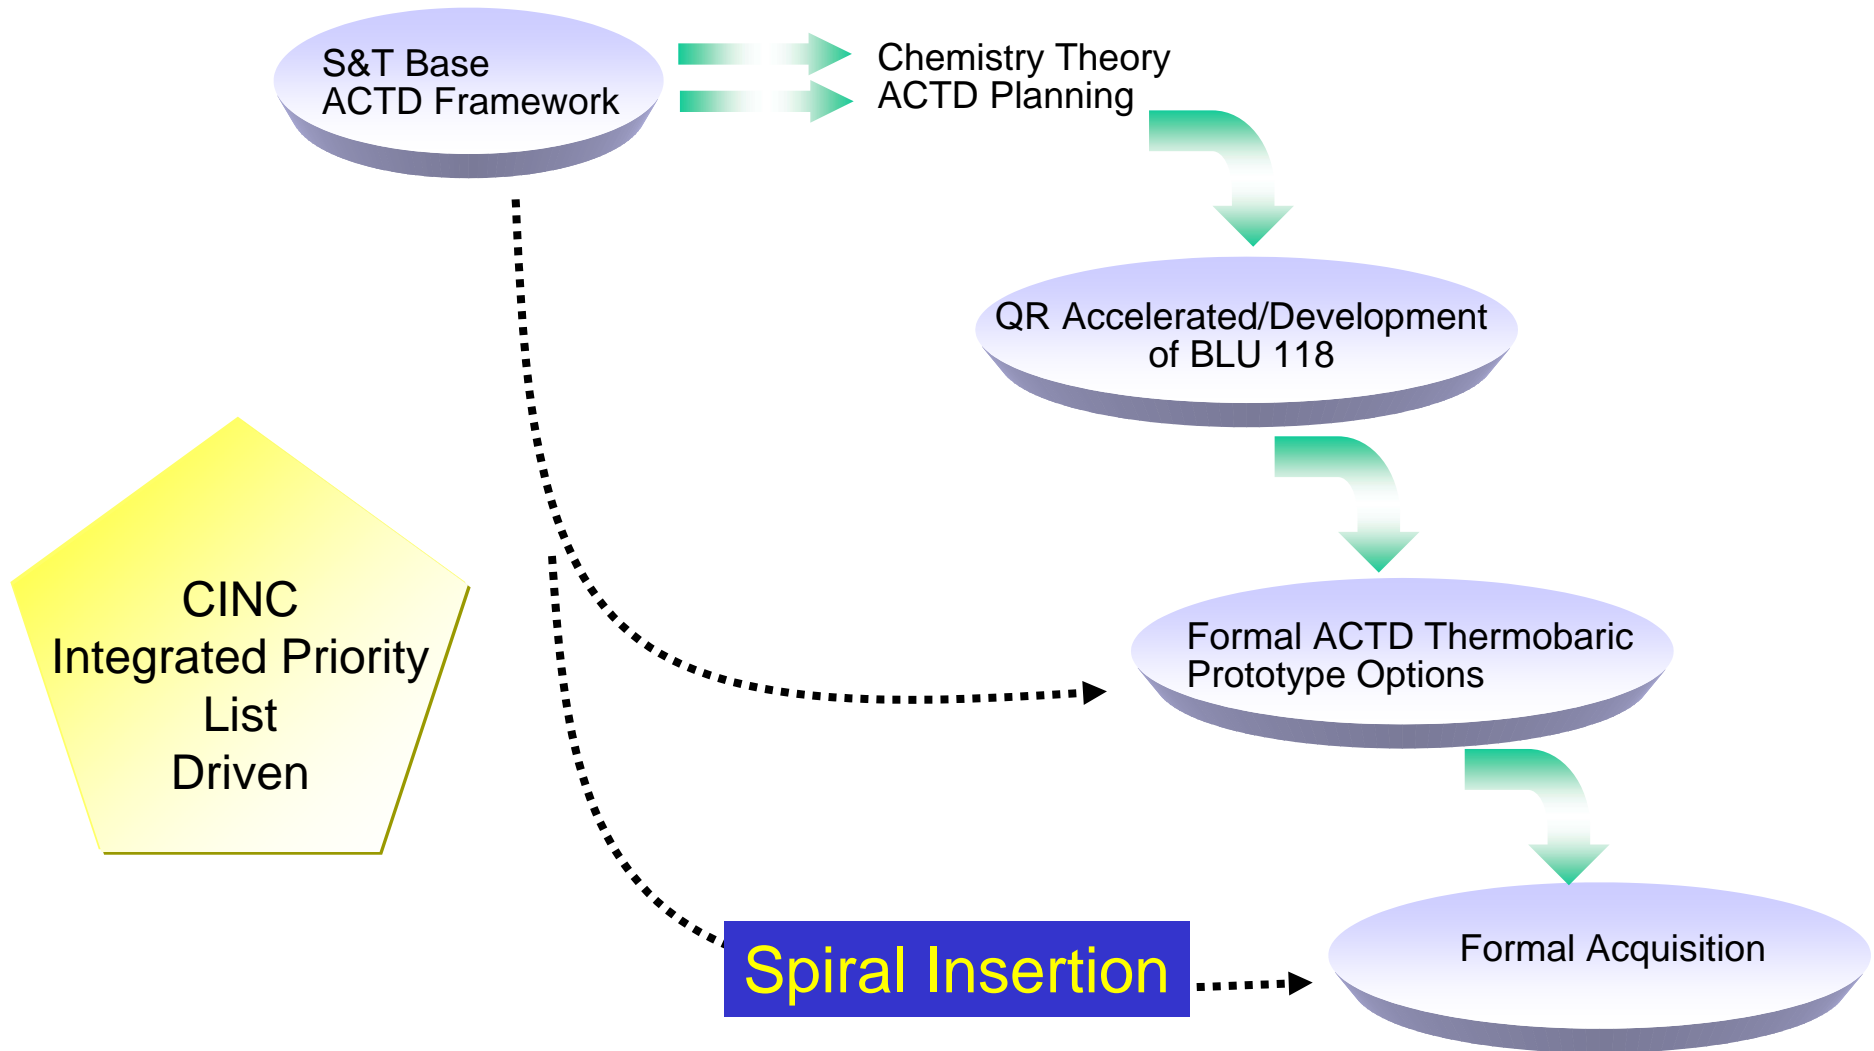 S&T Base
ACTD Framework
Chemistry Theory
ACTD Planning
QR Accelerated/Development
of BLU 118
CINC
Integrated Priority
List
Driven
Formal ACTD Thermobaric
Prototype Options
Spiral Insertion
Formal Acquisition